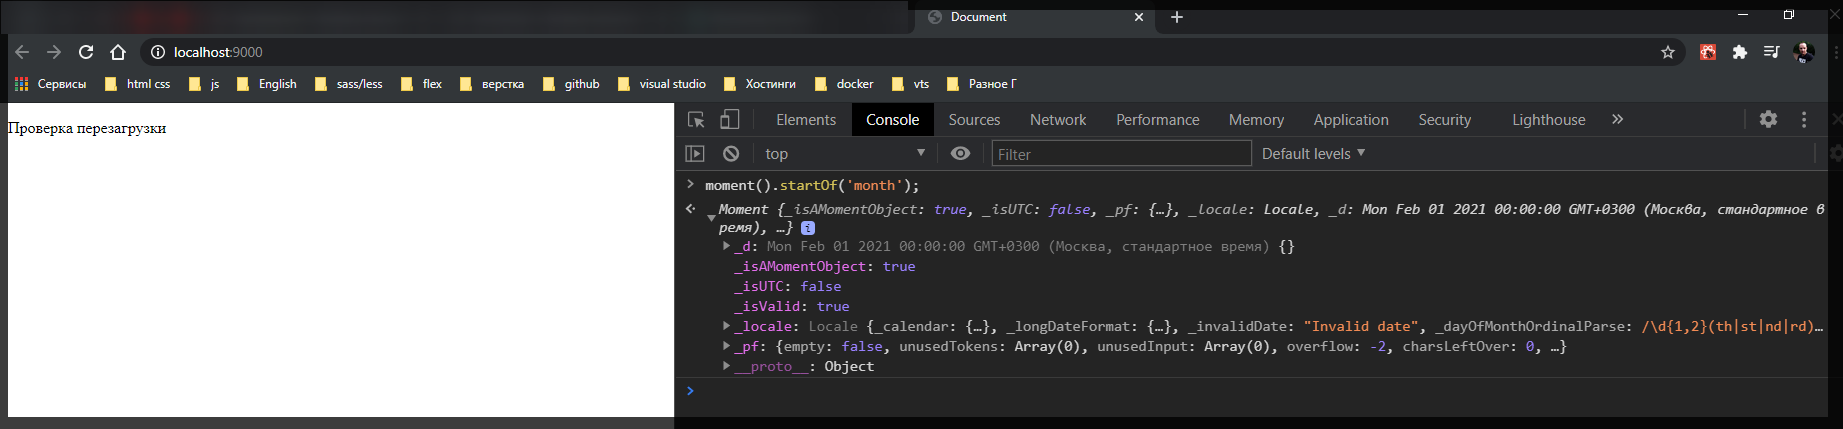 Document
localhost:9000
Сервисы html css js English sass/less flex верстка github visual studio Хостинги docker vts Разное Г
Проверка перезагрузки
Elements Console Sources Network Performance Memory Application Security Lighthouse »
top Filter Default levels
moment().startOf('month');
Moment {_isAMomentObject: true, _isUTC: false, _pf: {…}, _locale: Locale, _d: Mon Feb 01 2021 00:00:00 GMT+0300 (Москва, стандартное в
ремя), …} i
_d: Mon Feb 01 2021 00:00:00 GMT+0300 (Москва, стандартное время) {}
_isAMomentObject: true
_isUTC: false
_isValid: true
_locale: Locale {_calendar: {…}, _longDateFormat: {…}, _invalidDate: "Invalid date", _dayOfMonthOrdinalParse: /\d{1,2}(th|st|nd|rd)…
_pf: {empty: false, unusedTokens: Array(0), unusedInput: Array(0), overflow: -2, charsLeftOver: 0, …}
__proto__: Object